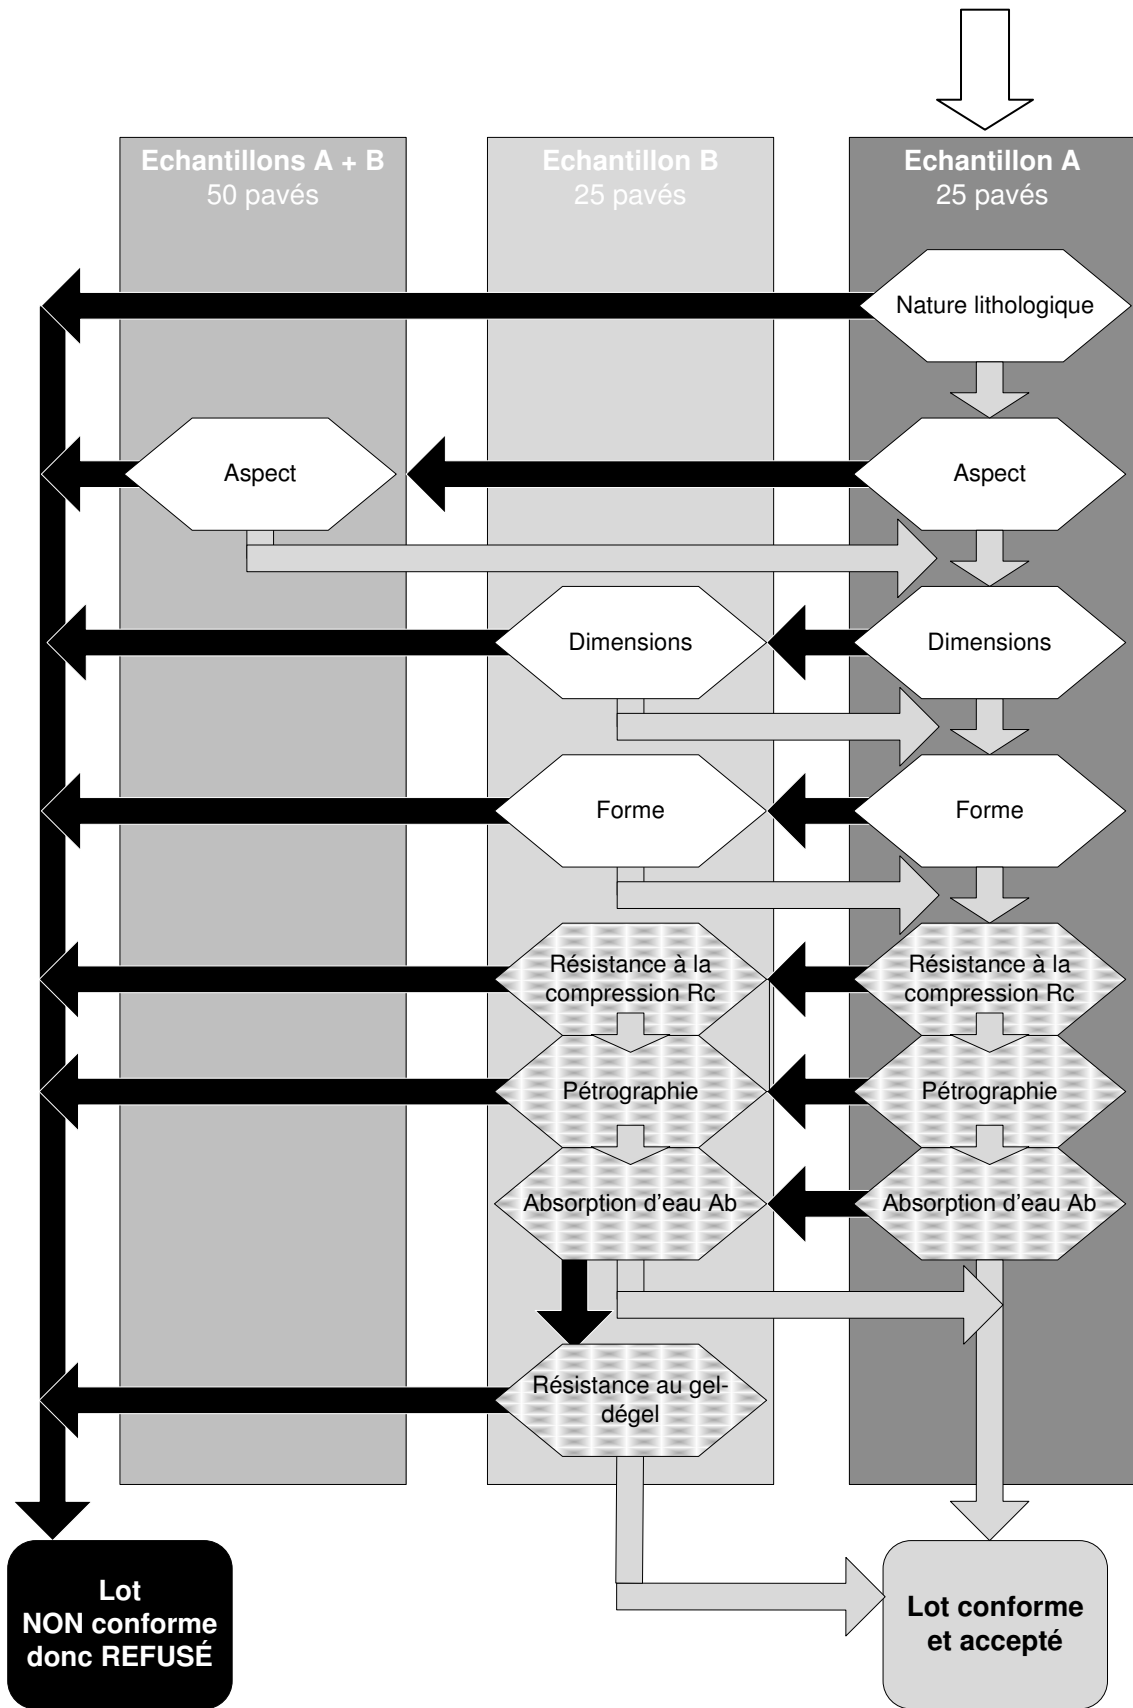 Echantillons A + B
50 pavés
Echantillon B
25 pavés
Echantillon A
25 pavés
Nature lithologique
Aspect
Aspect
Dimensions
Dimensions
Forme
Forme
Résistance à la
compression Rc
Résistance à la
compression Rc
Pétrographie
Pétrographie
Absorption d'eau Ab
Absorption d'eau Ab
Résistance au gel-
dégel
Lot
NON conforme
donc REFUSÉ
Lot conforme
et accepté